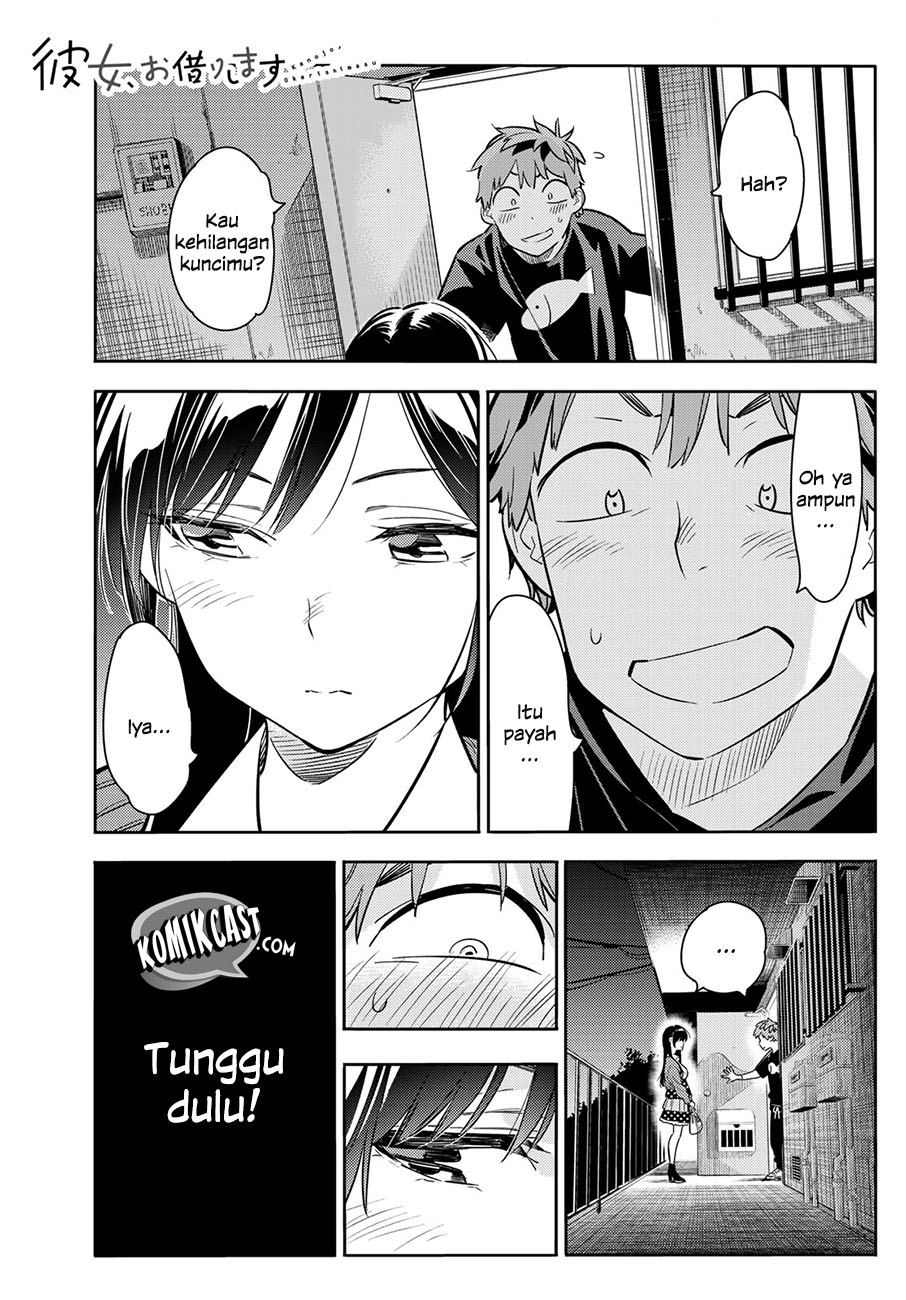 彼女、お借りします
Hah?
Kau
kehilangan
kuncimu?
SHOB
Oh ya
ampun
...
Itu
payah
...
Iya...
...
KOMIKCAST
.COM
Tunggu
dulu!